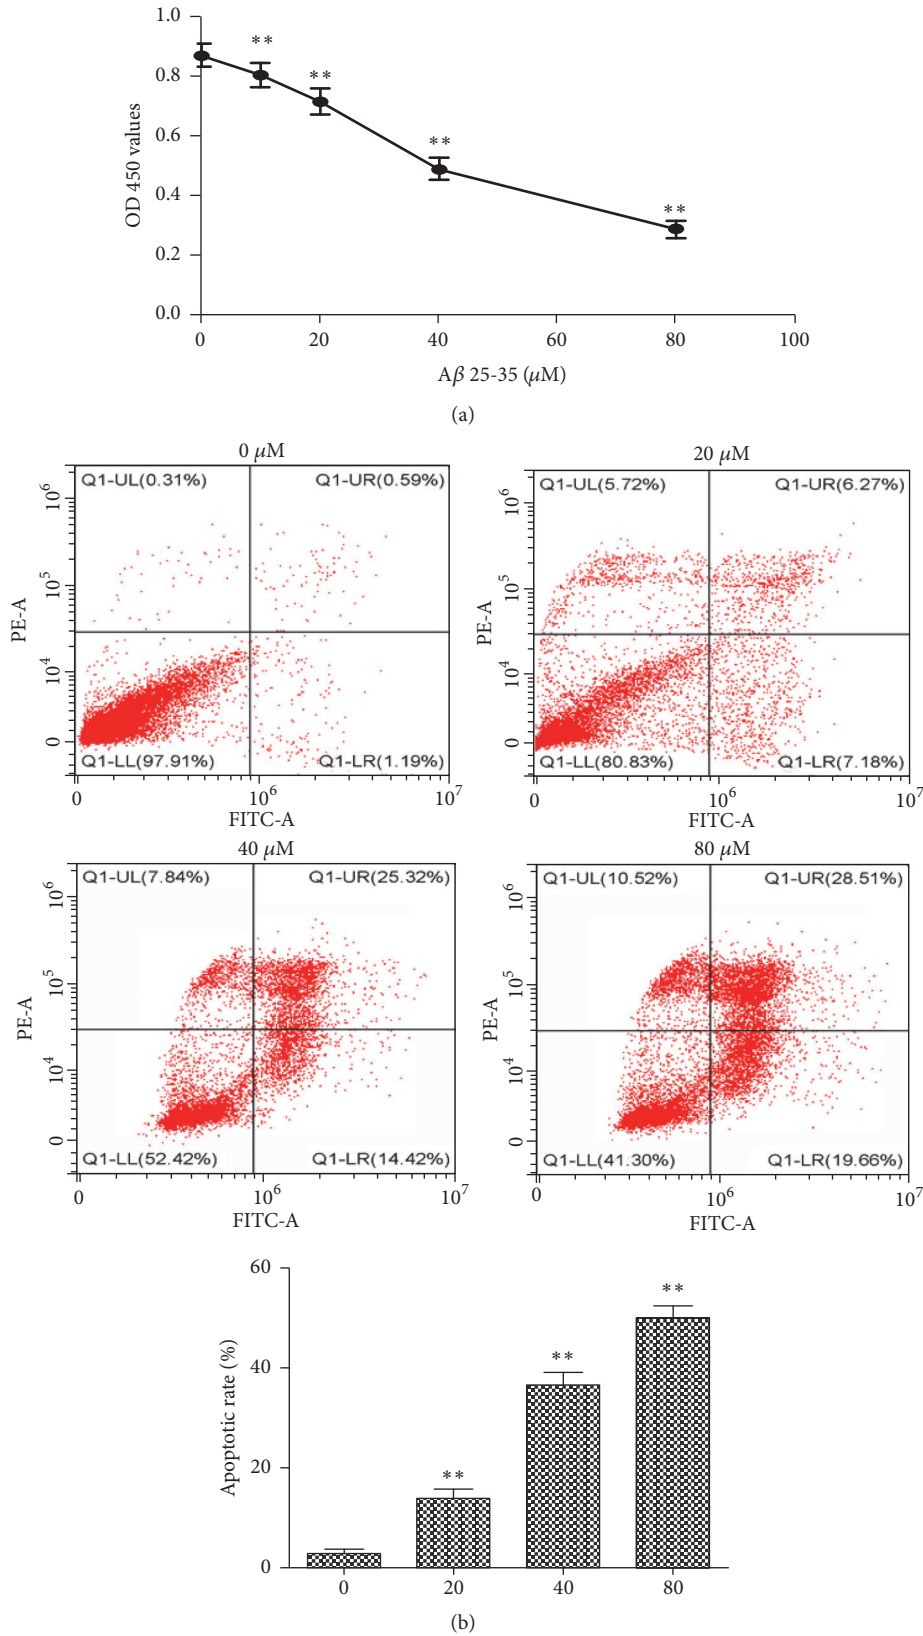 1.0
0.8
0.6
0.4
0.2
0.0
OD 450 values
**
**
**
**
0
20
40
60
80
100
Aβ 25-35 (μM)
(a)
0 μM
Q1-UL(0.31%)
Q1-UR(0.59%)
Q1-LL(97.91%)
Q1-LR(1.19%)
PE-A
10^6
10^5
10^4
0
0
10^6
10^7
FITC-A
20 μM
Q1-UL(5.72%)
Q1-UR(6.27%)
Q1-LL(80.83%)
Q1-LR(7.18%)
PE-A
10^6
10^5
10^4
0
0
10^6
10^7
FITC-A
40 μM
Q1-UL(7.84%)
Q1-UR(25.32%)
Q1-LL(52.42%)
Q1-LR(14.42%)
PE-A
10^6
10^5
10^4
0
0
10^6
10^7
FITC-A
80 μM
Q1-UL(10.52%)
Q1-UR(28.51%)
Q1-LL(41.30%)
Q1-LR(19.66%)
PE-A
10^6
10^5
10^4
0
0
10^6
10^7
FITC-A
60
40
20
0
Apoptotic rate (%)
**
**
**
0
20
40
80
(b)